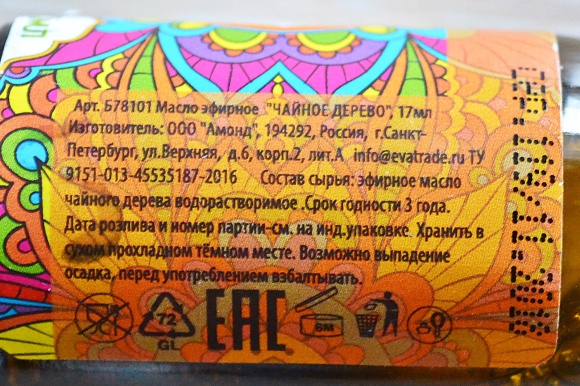 Арт. Б78101 Масло эфирное "ЧАЙНОЕ ДЕРЕВО", 17мл
Изготовитель: ООО "Амонд", 194292, Россия, г.Санкт-
Петербург, ул.Верхняя, д.6, корп.2, лит.А info@evatrade.ru ТУ
9151-013-45535187-2016 Состав сырья: эфирное масло
чайного дерева водорастворимое .Срок годности 3 года.
Дата розлива и номер партии-см. на инд.упаковке. Хранить в
сухом прохладном тёмном месте. Возможно выпадение
осадка, перед употреблением взбалтывать.
72
GL
EAC
6М